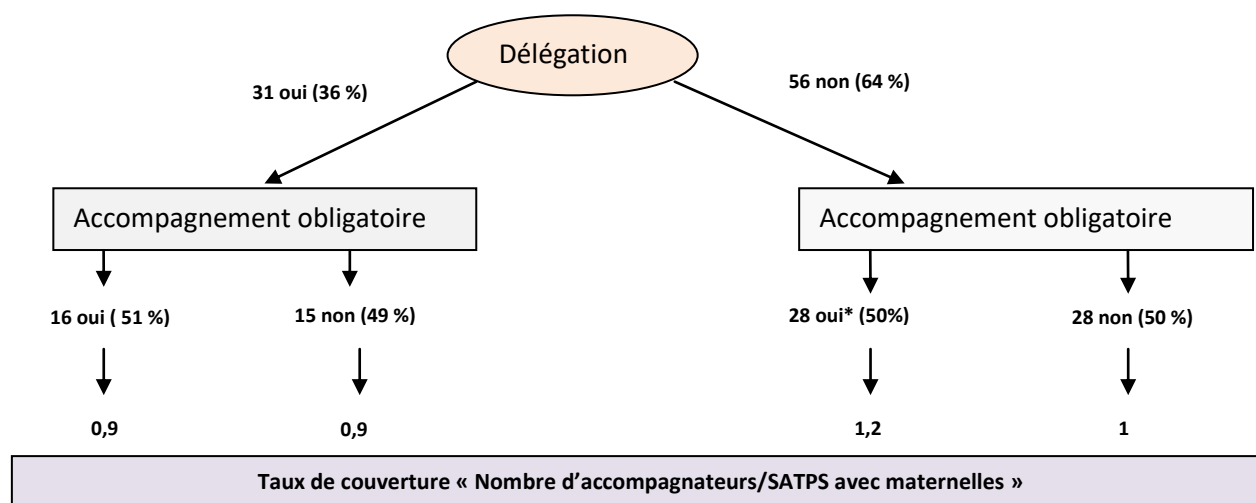 Délégation
31 oui (36 %)
56 non (64 %)
Accompagnement obligatoire
Accompagnement obligatoire
16 oui ( 51 %)
15 non (49 %)
28 oui* (50%)
28 non (50 %)
0,9
0,9
1,2
1
Taux de couverture « Nombre d’accompagnateurs/SATPS avec maternelles »